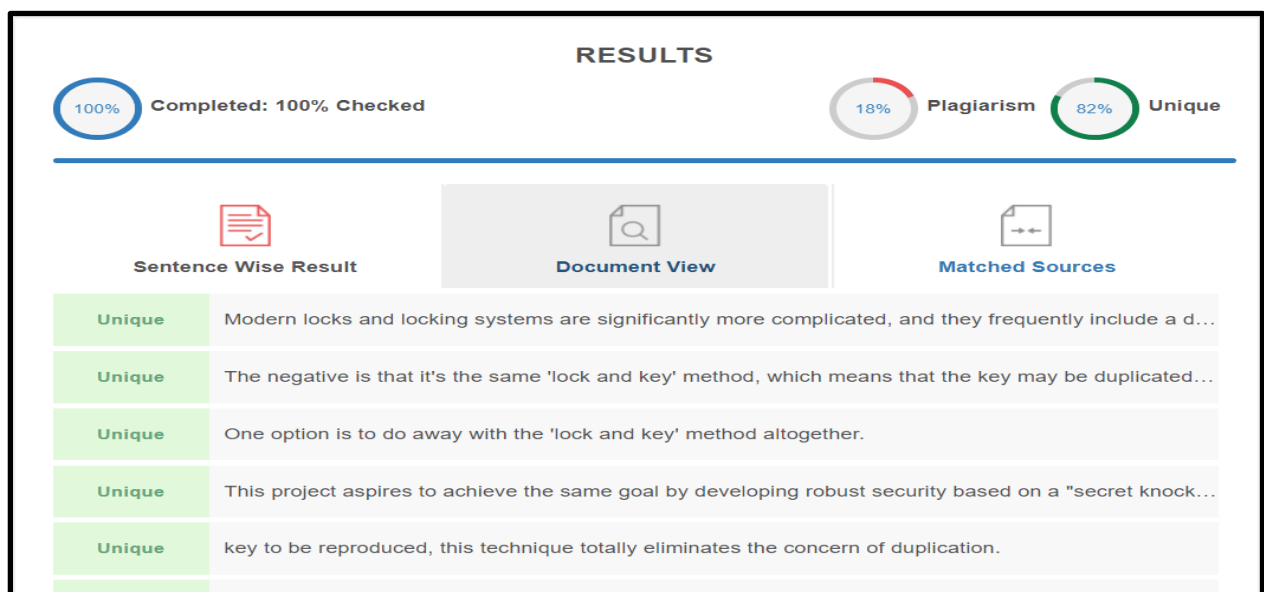 RESULTS
100% Completed: 100% Checked 18% Plagiarism 82% Unique
Sentence Wise Result Document View Matched Sources
Unique Modern locks and locking systems are significantly more complicated, and they frequently include a d...
Unique The negative is that it's the same 'lock and key' method, which means that the key may be duplicated...
Unique One option is to do away with the 'lock and key' method altogether.
Unique This project aspires to achieve the same goal by developing robust security based on a "secret knock...
Unique key to be reproduced, this technique totally eliminates the concern of duplication.